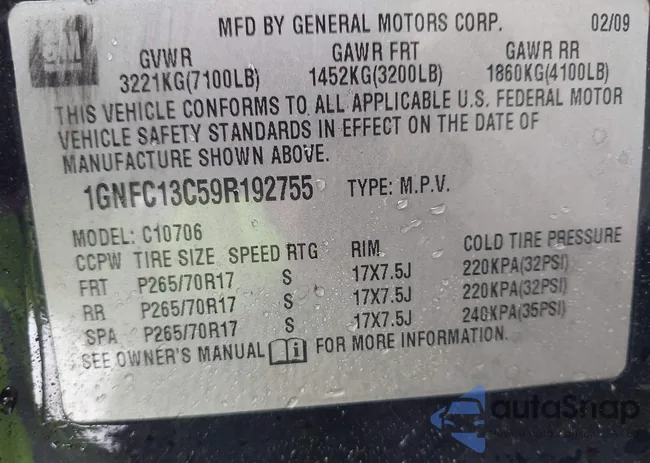 GM
MFD BY GENERAL MOTORS CORP. 02/09
GVWR GAWR FRT GAWR RR
3221KG(7100LB) 1452KG(3200LB) 1860KG(4100LB)
THIS VEHICLE CONFORMS TO ALL APPLICABLE U.S. FEDERAL MOTOR
VEHICLE SAFETY STANDARDS IN EFFECT ON THE DATE OF
MANUFACTURE SHOWN ABOVE.
1GNFC13C59R192755 TYPE: M.P.V.
MODEL: C10706
CCPW TIRE SIZE SPEED RTG RIM COLD TIRE PRESSURE
FRT P265/70R17 S 17X7.5J 220KPA(32PSI)
RR P265/70R17 S 17X7.5J 220KPA(32PSI)
SPA P265/70R17 S 17X7.5J 240KPA(35PSI)
SEE OWNER'S MANUAL FOR MORE INFORMATION.
autoSnap